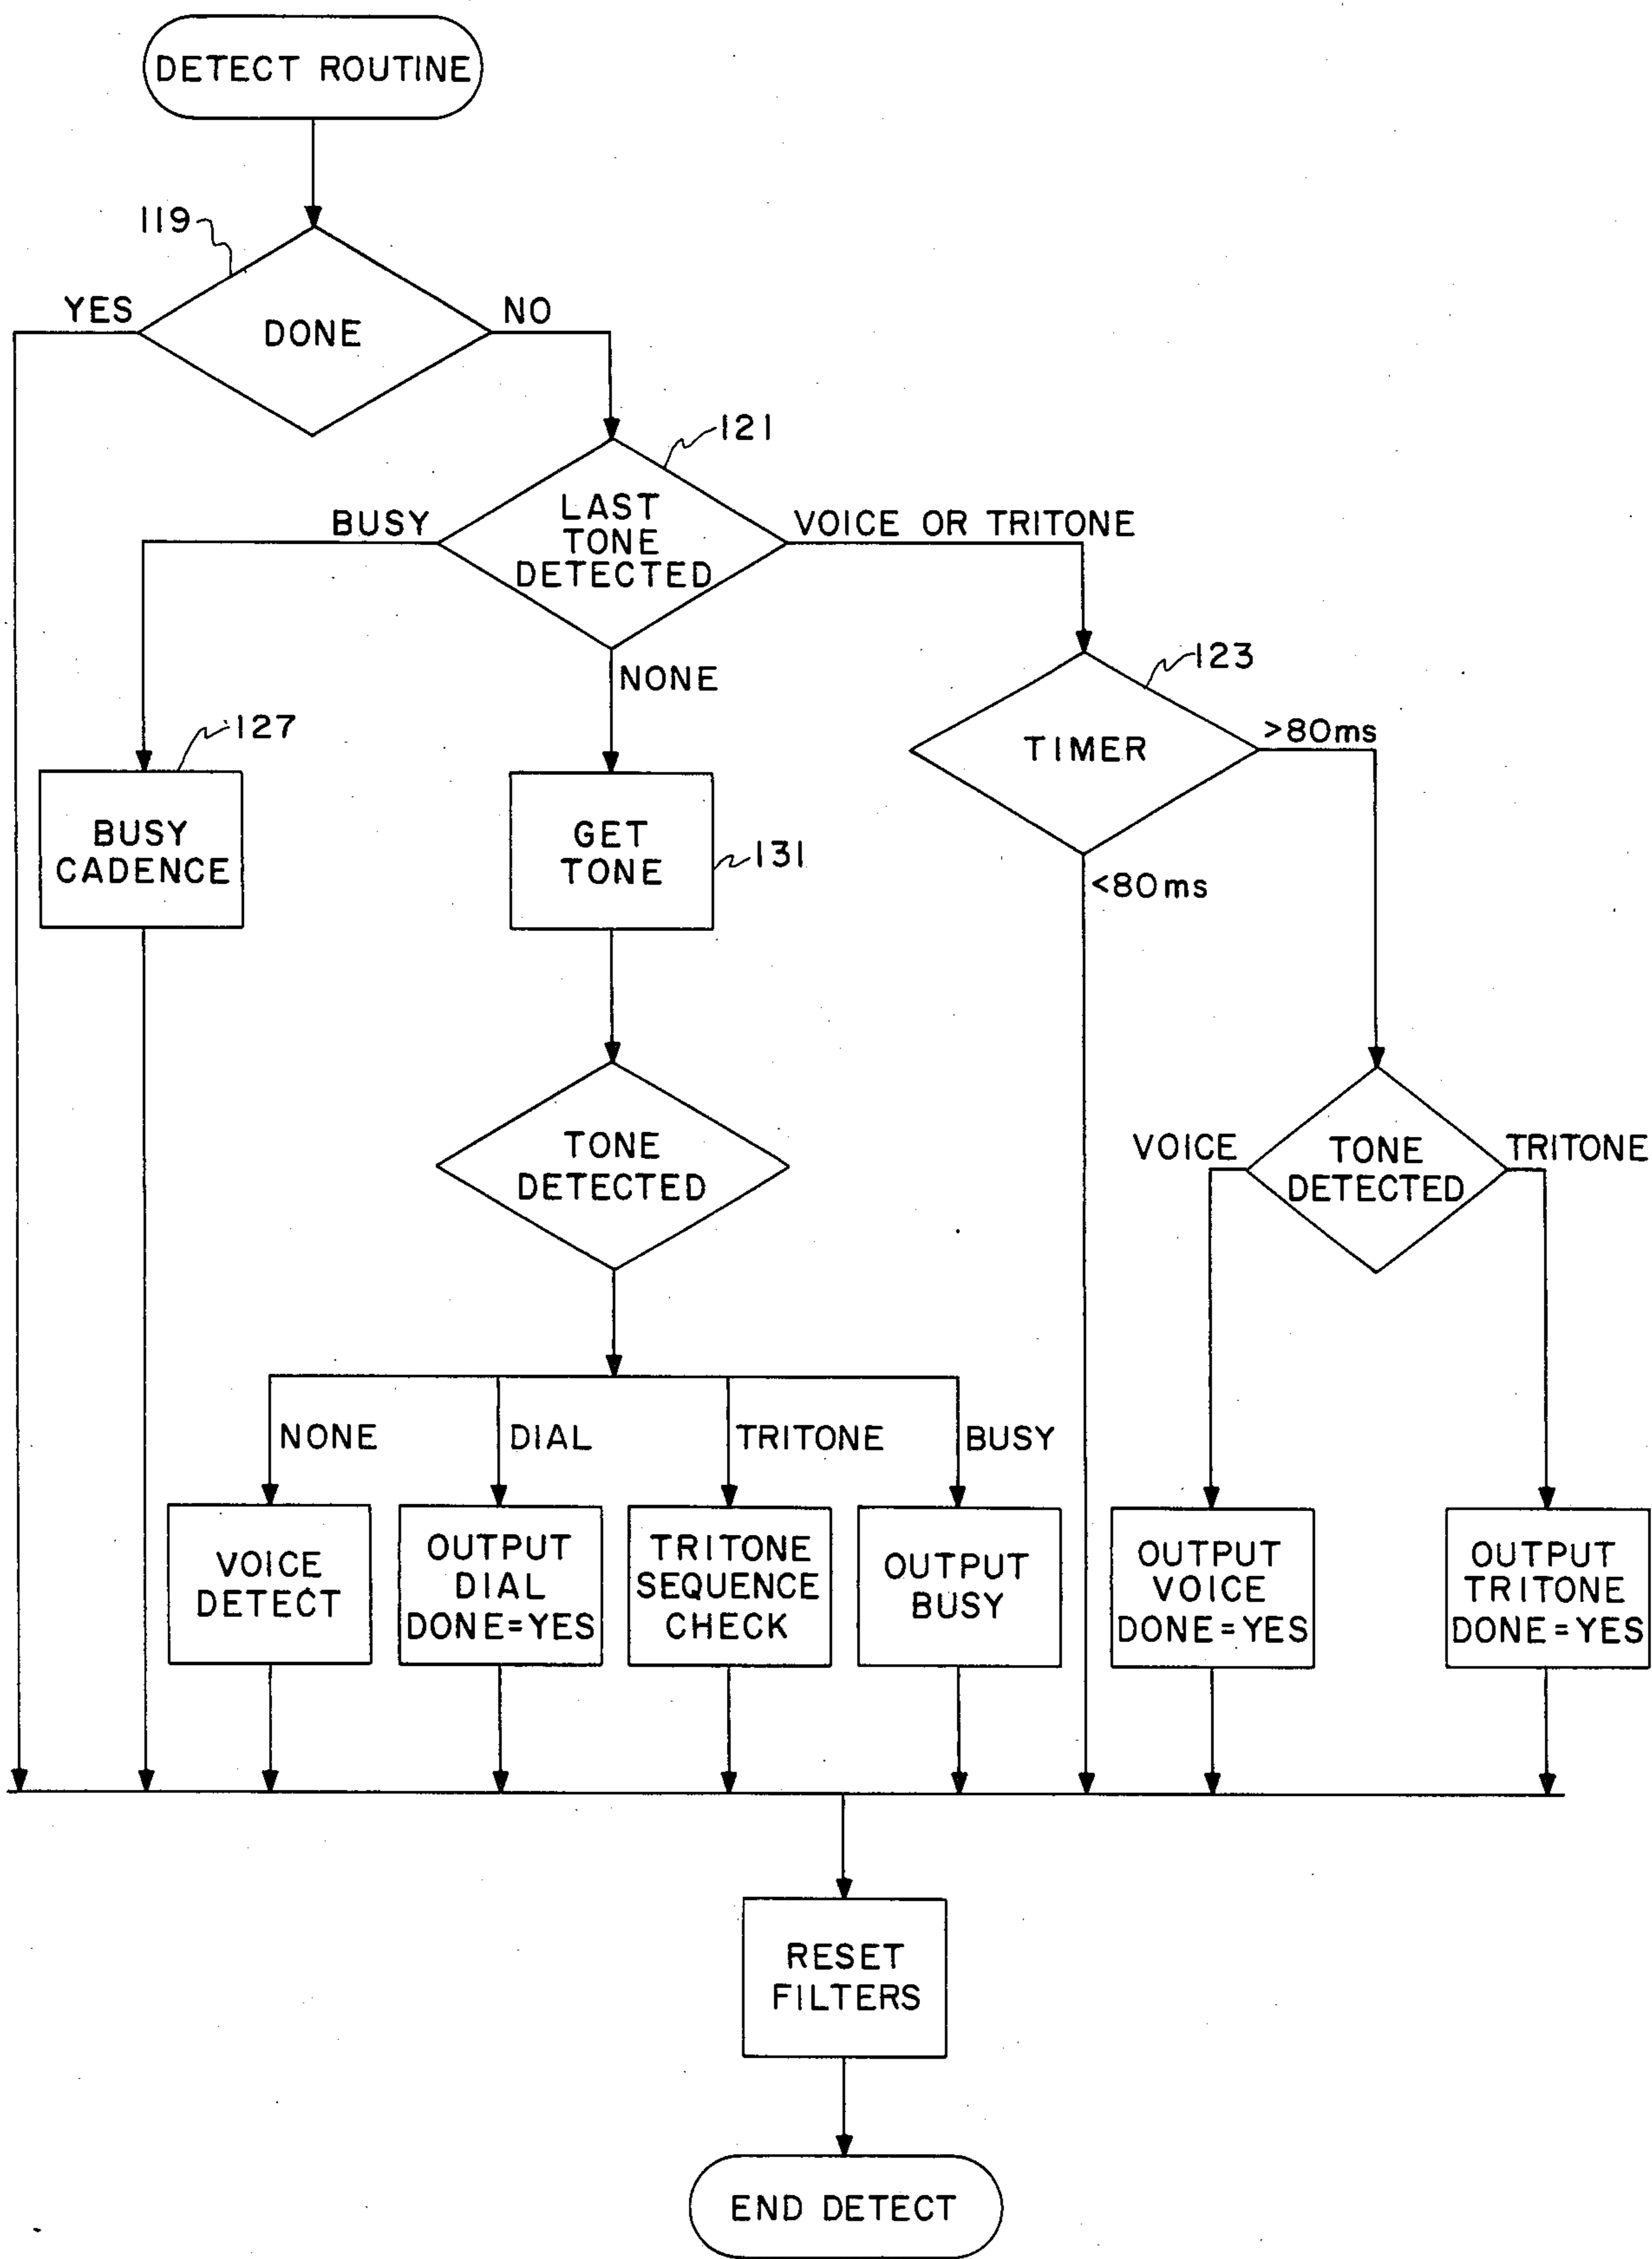 DETECT ROUTINE
119
YES
DONE
NO
121
BUSY
LAST
TONE
DETECTED
VOICE OR TRITONE
NONE
123
TIMER
>80ms
<80ms
127
BUSY
CADENCE
GET
TONE
131
TONE
DETECTED
VOICE
TONE
DETECTED
TRITONE
NONE
DIAL
TRITONE
BUSY
VOICE
DETECT
OUTPUT
DIAL
DONE=YES
TRITONE
SEQUENCE
CHECK
OUTPUT
BUSY
OUTPUT
VOICE
DONE=YES
OUTPUT
TRITONE
DONE=YES
RESET
FILTERS
END DETECT